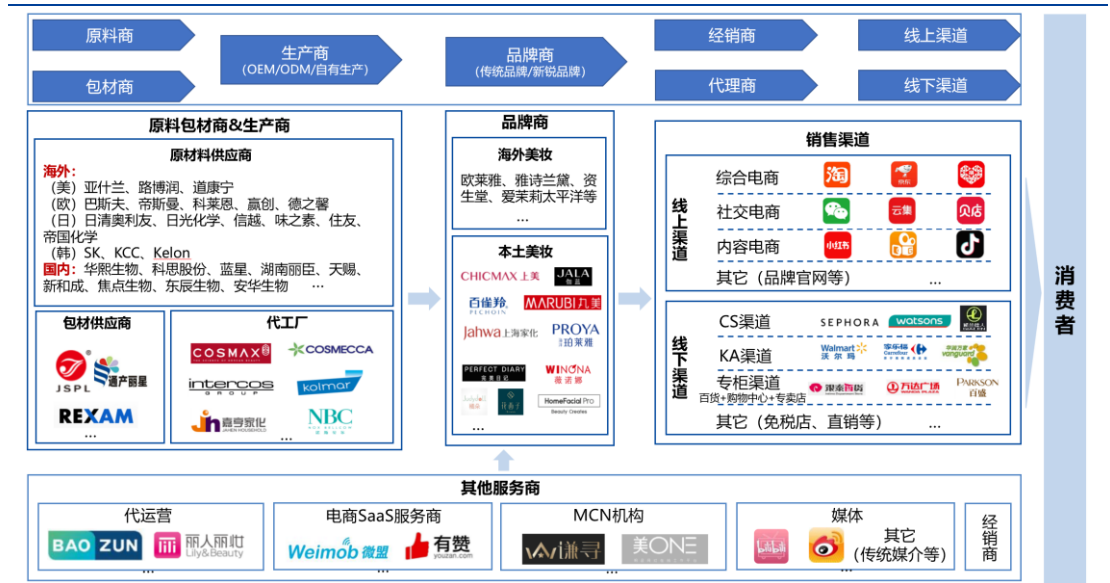 原料商
包材商
生产商
(OEM/ODM/自有生产)
品牌商
(传统品牌/新锐品牌)
经销商
代理商
线上渠道
线下渠道
原料包材商&生产商
原材料供应商
海外:
(美) 亚什兰、路博润、道康宁
(欧) 巴斯夫、帝斯曼、科莱恩、赢创、德之馨
(日) 日清奥利友、日光化学、信越、味之素、住友、
帝国化学
(韩) SK、KCC、Kelon
国内: 华熙生物、科思股份、蓝星、湖南丽臣、天赐、
新和成、焦点生物、东辰生物、安华生物 ...
包材供应商
JSPL
通产丽星
REXAM
...
代工厂
COSMAX
COSMECCA
intercos
kolmar
jh 嘉亨家化
JAHEN HOUSEHOLD
NBC
...
品牌商
海外美妆
欧莱雅、雅诗兰黛、资
生堂、爱茉莉太平洋等
...
本土美妆
CHICMAX 上美
JALA
百雀羚
PECHOIN
MARUBI 丸美
Jahwa 上海家化
PROYA
珀莱雅
PERFECT DIARY
完美日记
WINONA
薇诺娜
花西子
HomeFacial Pro
Beauty Creates
...
销售渠道
线上渠道
综合电商
淘
社交电商
云集
贝店
内容电商
小红书
其它 (品牌官网等)
...
线下渠道
CS渠道
SEPHORA
watsons
KA渠道
Walmart
沃尔玛
家乐福
Carrefour
华润万家
vanguard
专柜渠道
百货+购物中心+专卖店
银泰百货
万达广场
PARKSON
百盛
其它 (免税店、直销等)
...
消费者
其他服务商
代运营
BAO ZUN
丽人丽妆
Lily&Beauty
...
电商SaaS服务商
Weimob 微盟
有赞
youzan.com
...
MCN机构
谦寻
美ONE
...
媒体
bilibili
其它
(传统媒介等)
...
经销商